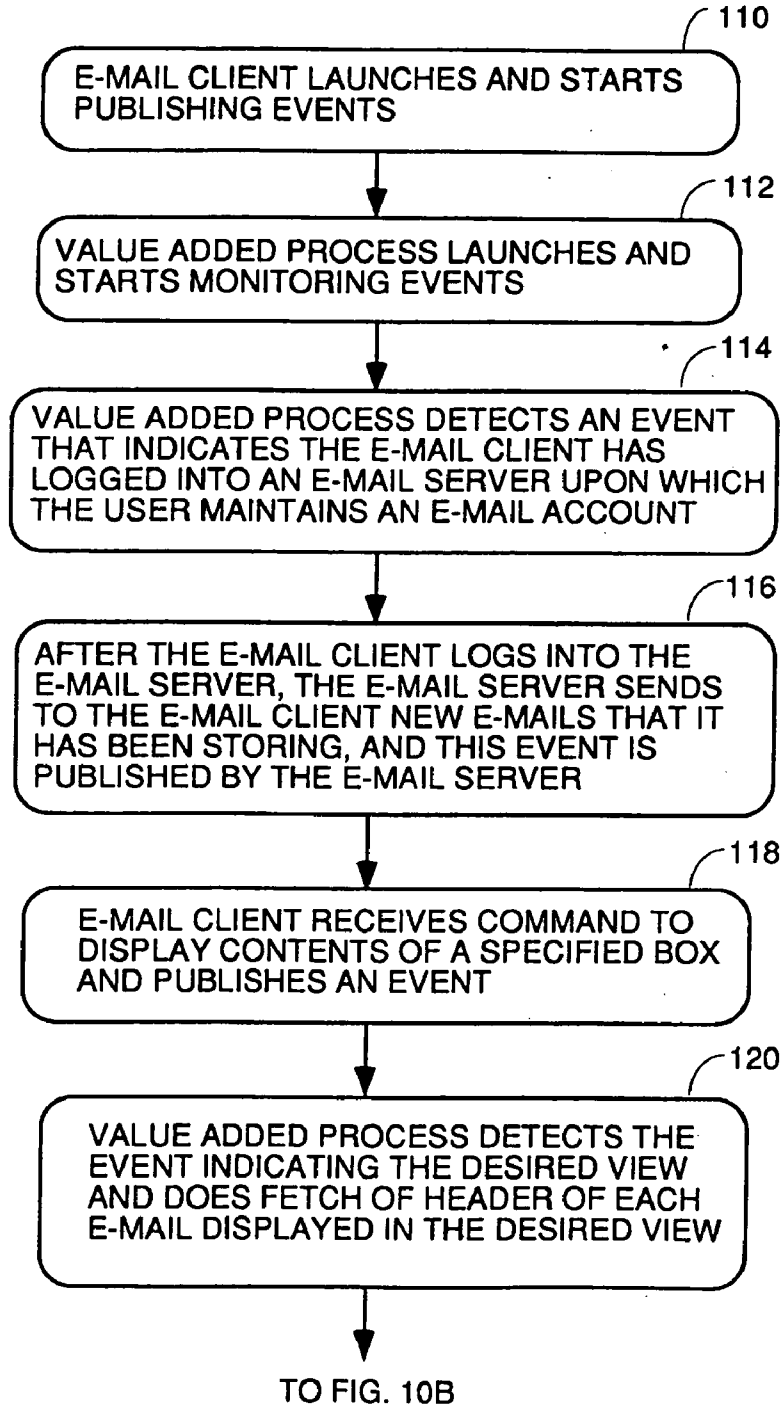 110
E-MAIL CLIENT LAUNCHES AND STARTS
PUBLISHING EVENTS
112
VALUE ADDED PROCESS LAUNCHES AND
STARTS MONITORING EVENTS
114
VALUE ADDED PROCESS DETECTS AN EVENT
THAT INDICATES THE E-MAIL CLIENT HAS
LOGGED INTO AN E-MAIL SERVER UPON WHICH
THE USER MAINTAINS AN E-MAIL ACCOUNT
116
AFTER THE E-MAIL CLIENT LOGS INTO THE
E-MAIL SERVER, THE E-MAIL SERVER SENDS
TO THE E-MAIL CLIENT NEW E-MAILS THAT IT
HAS BEEN STORING, AND THIS EVENT IS
PUBLISHED BY THE E-MAIL SERVER
118
E-MAIL CLIENT RECEIVES COMMAND TO
DISPLAY CONTENTS OF A SPECIFIED BOX
AND PUBLISHES AN EVENT
120
VALUE ADDED PROCESS DETECTS THE
EVENT INDICATING THE DESIRED VIEW
AND DOES FETCH OF HEADER OF EACH
E-MAIL DISPLAYED IN THE DESIRED VIEW
TO FIG. 10B